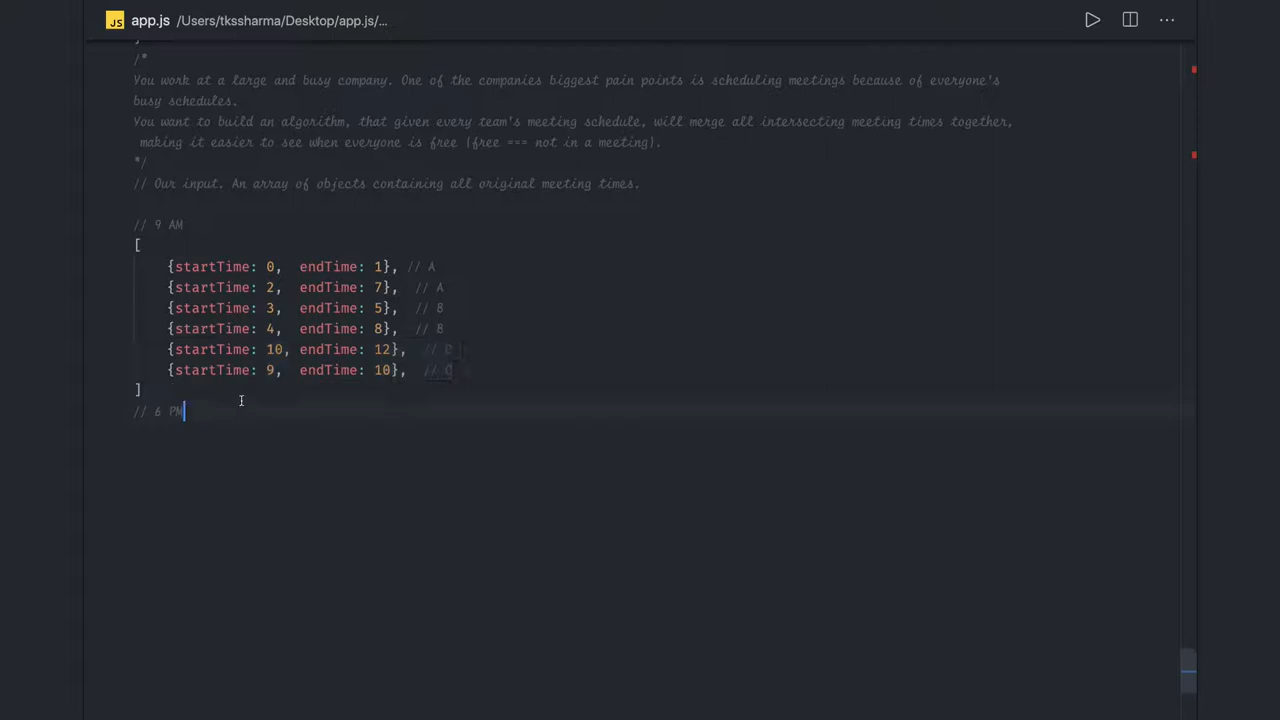 JS app.js /Users/tkssharma/Desktop/app.js/...
/*
You work at a large and busy company. One of the companies biggest pain points is scheduling meetings because of everyone's
busy schedules.
You want to build an algorithm, that given every team's meeting schedule, will merge all intersecting meeting times together,
making it easier to see when everyone is free (free === not in a meeting).
*/
// Our input. An array of objects containing all original meeting times.
// 9 AM
[
{startTime: 0, endTime: 1}, // A
{startTime: 2, endTime: 7}, // A
{startTime: 3, endTime: 5}, // B
{startTime: 4, endTime: 8}, // B
{startTime: 10, endTime: 12}, //
{startTime: 9, endTime: 10}, //
]
// 6 PM